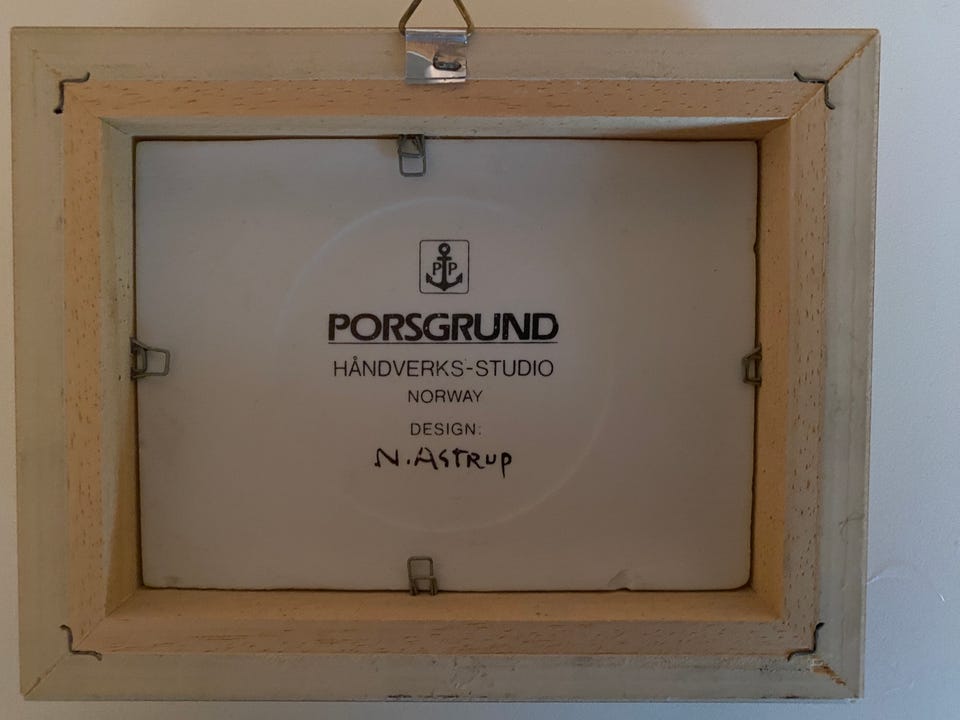 PP
PORSGRUND
HÅNDVERKS-STUDIO
NORWAY
DESIGN:
N. ASTRUP